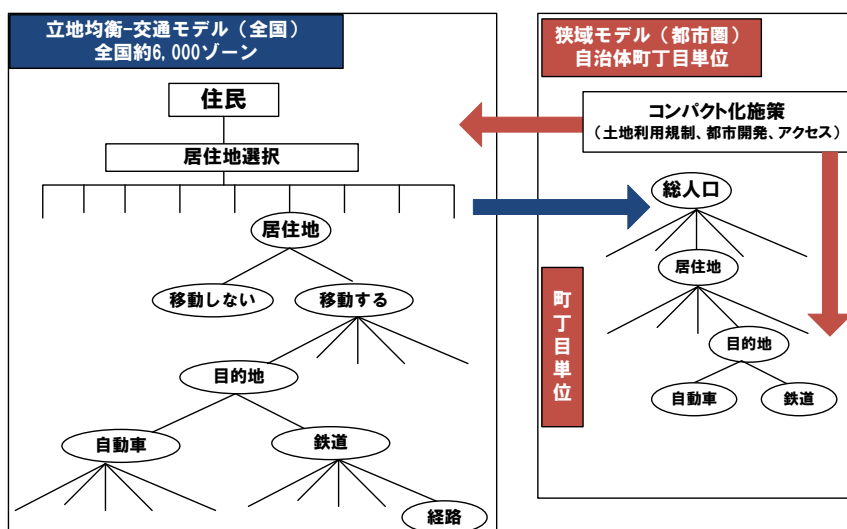 立地均衡-交通モデル（全国）
全国約6,000ゾーン
住民
居住地選択
居住地
移動しない
移動する
目的地
自動車
鉄道
経路
狭域モデル（都市圏）
自治体町丁目単位
コンパクト化施策
（土地利用規制、都市開発、アクセス）
総人口
居住地
町丁目単位
目的地
自動車
鉄道